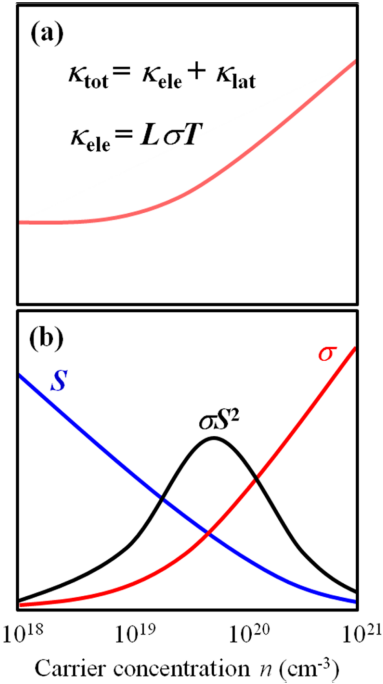 (a)
κtot = κele + κlat
κele = LσT
(b)
S
σ
σS²
10¹⁸
10¹⁹
10²⁰
10²¹
Carrier concentration n (cm⁻³)